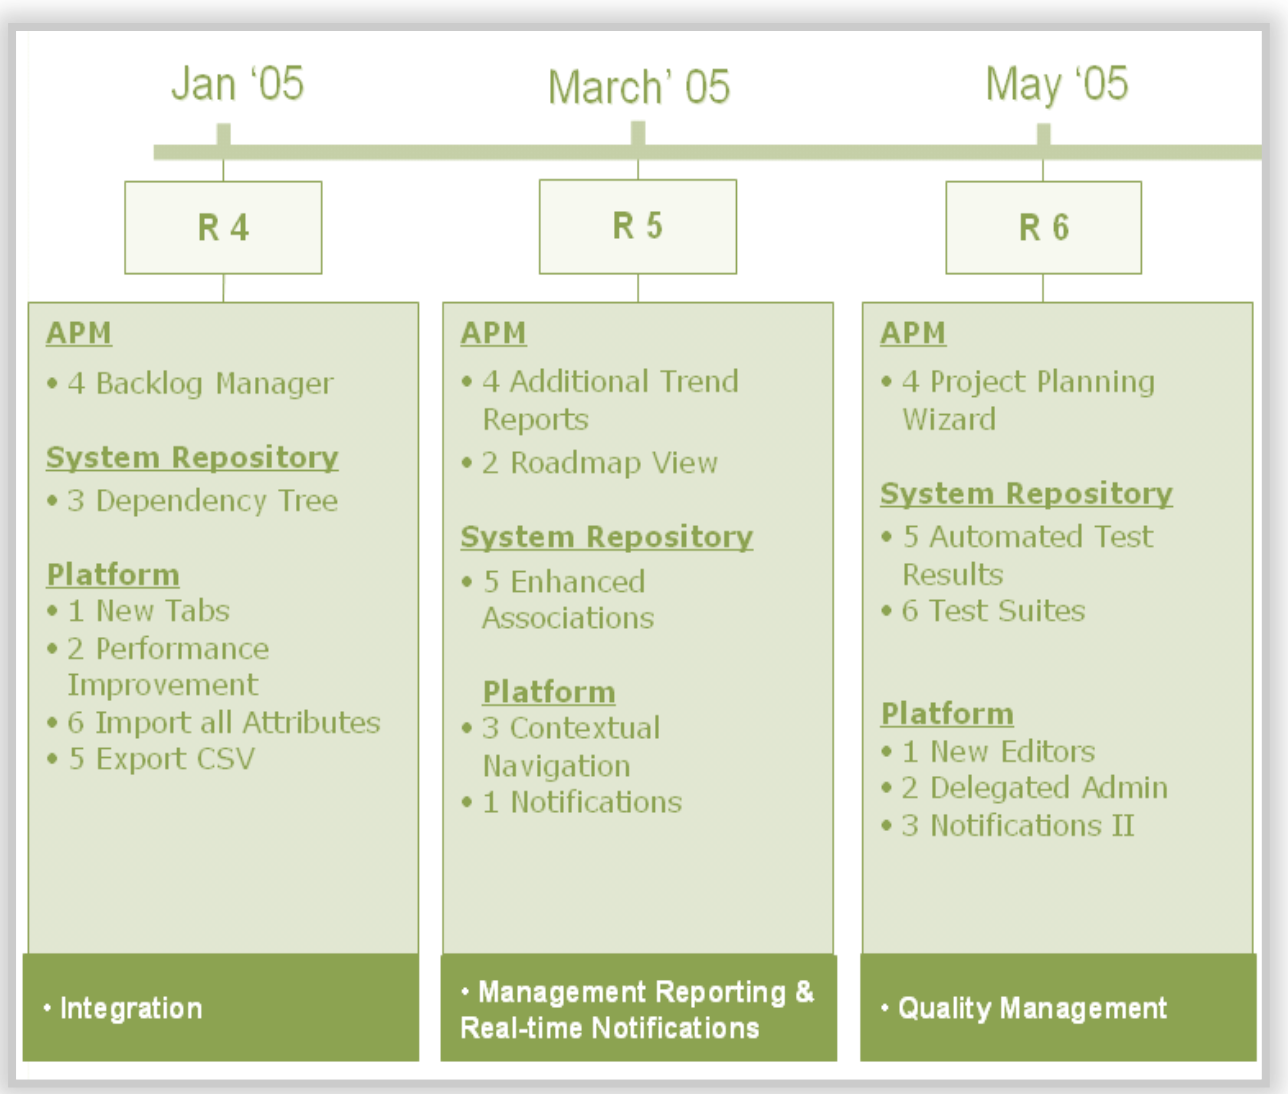 Jan ‘05
March’ 05
May ‘05
R 4
R 5
R 6
APM
• 4 Backlog Manager
System Repository
• 3 Dependency Tree
Platform
• 1 New Tabs
• 2 Performance
Improvement
• 6 Import all Attributes
• 5 Export CSV
• Integration
APM
• 4 Additional Trend
Reports
• 2 Roadmap View
System Repository
• 5 Enhanced
Associations
Platform
• 3 Contextual
Navigation
• 1 Notifications
• Management Reporting &
Real-time Notifications
APM
• 4 Project Planning
Wizard
System Repository
• 5 Automated Test
Results
• 6 Test Suites
Platform
• 1 New Editors
• 2 Delegated Admin
• 3 Notifications II
• Quality Management